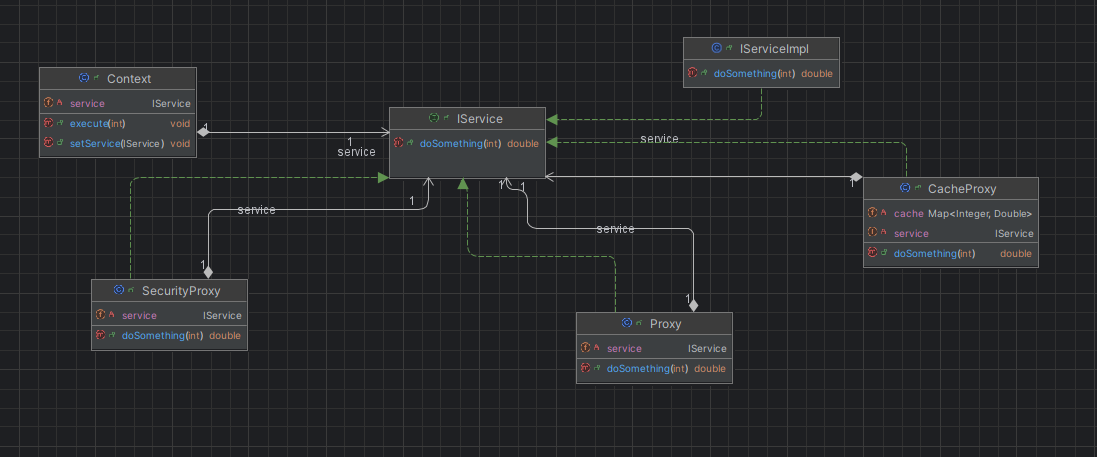 IServiceImpl
doSomething(int) double
Context
service IService
execute(int) void
setService(IService) void
1
1
service
IService
doSomething(int) double
service
1
CacheProxy
cache Map<Integer, Double>
service IService
doSomething(int) double
1
service
1
1
1
service
1
SecurityProxy
service IService
doSomething(int) double
Proxy
service IService
doSomething(int) double